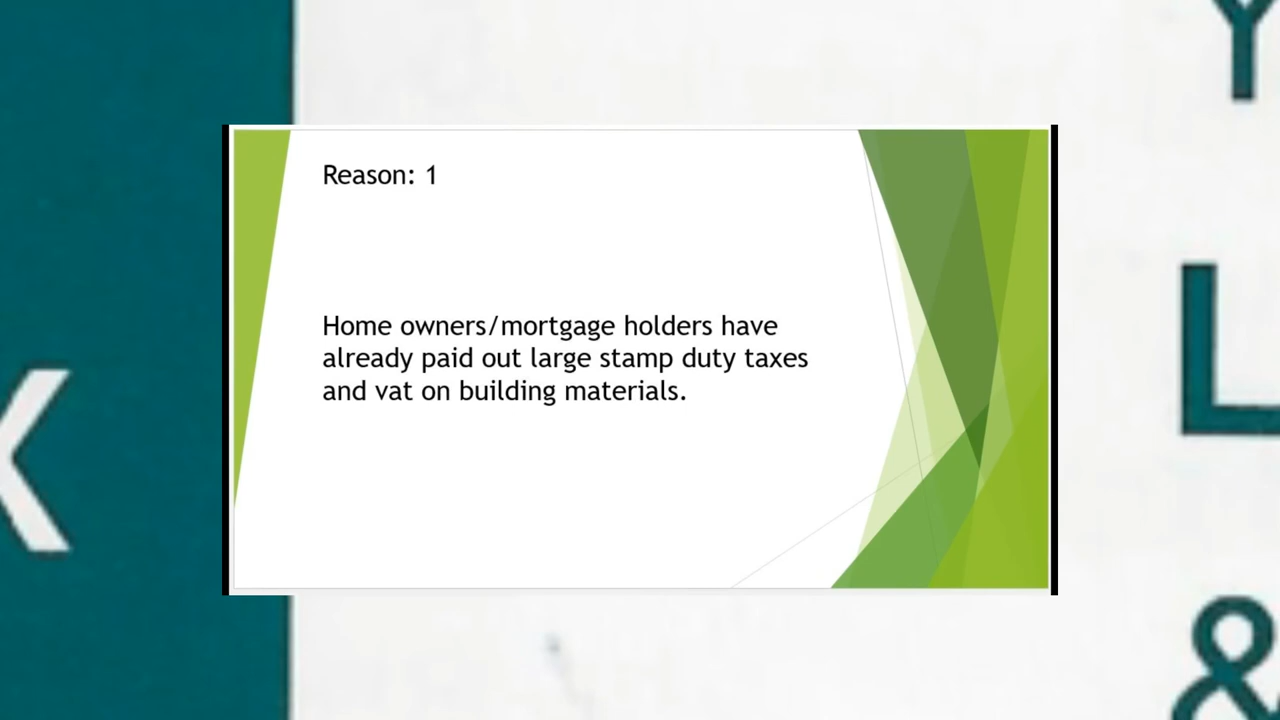 Y
Reason: 1
L
Home owners/mortgage holders have
already paid out large stamp duty taxes
and vat on building materials.
K
&